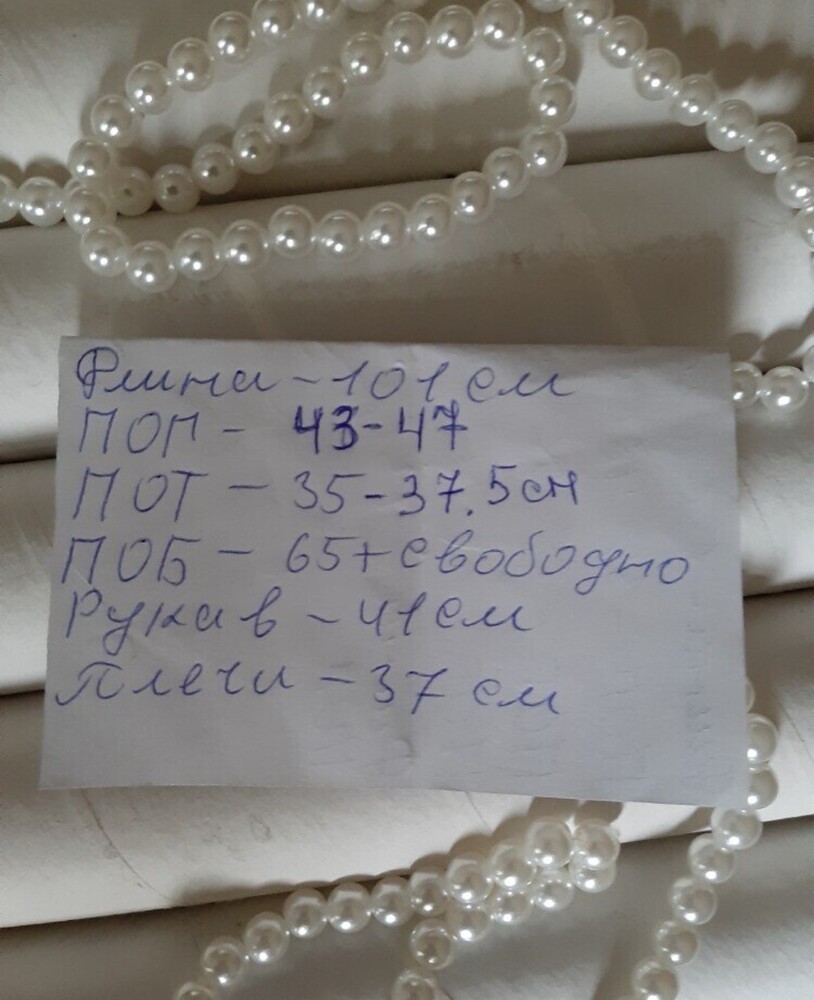 Длина - 101 см
ПОГ - 43-47
ПОТ - 35-37.5 см
ПОБ - 65+ свободно
Рукав - 41 см
Плечи - 37 см